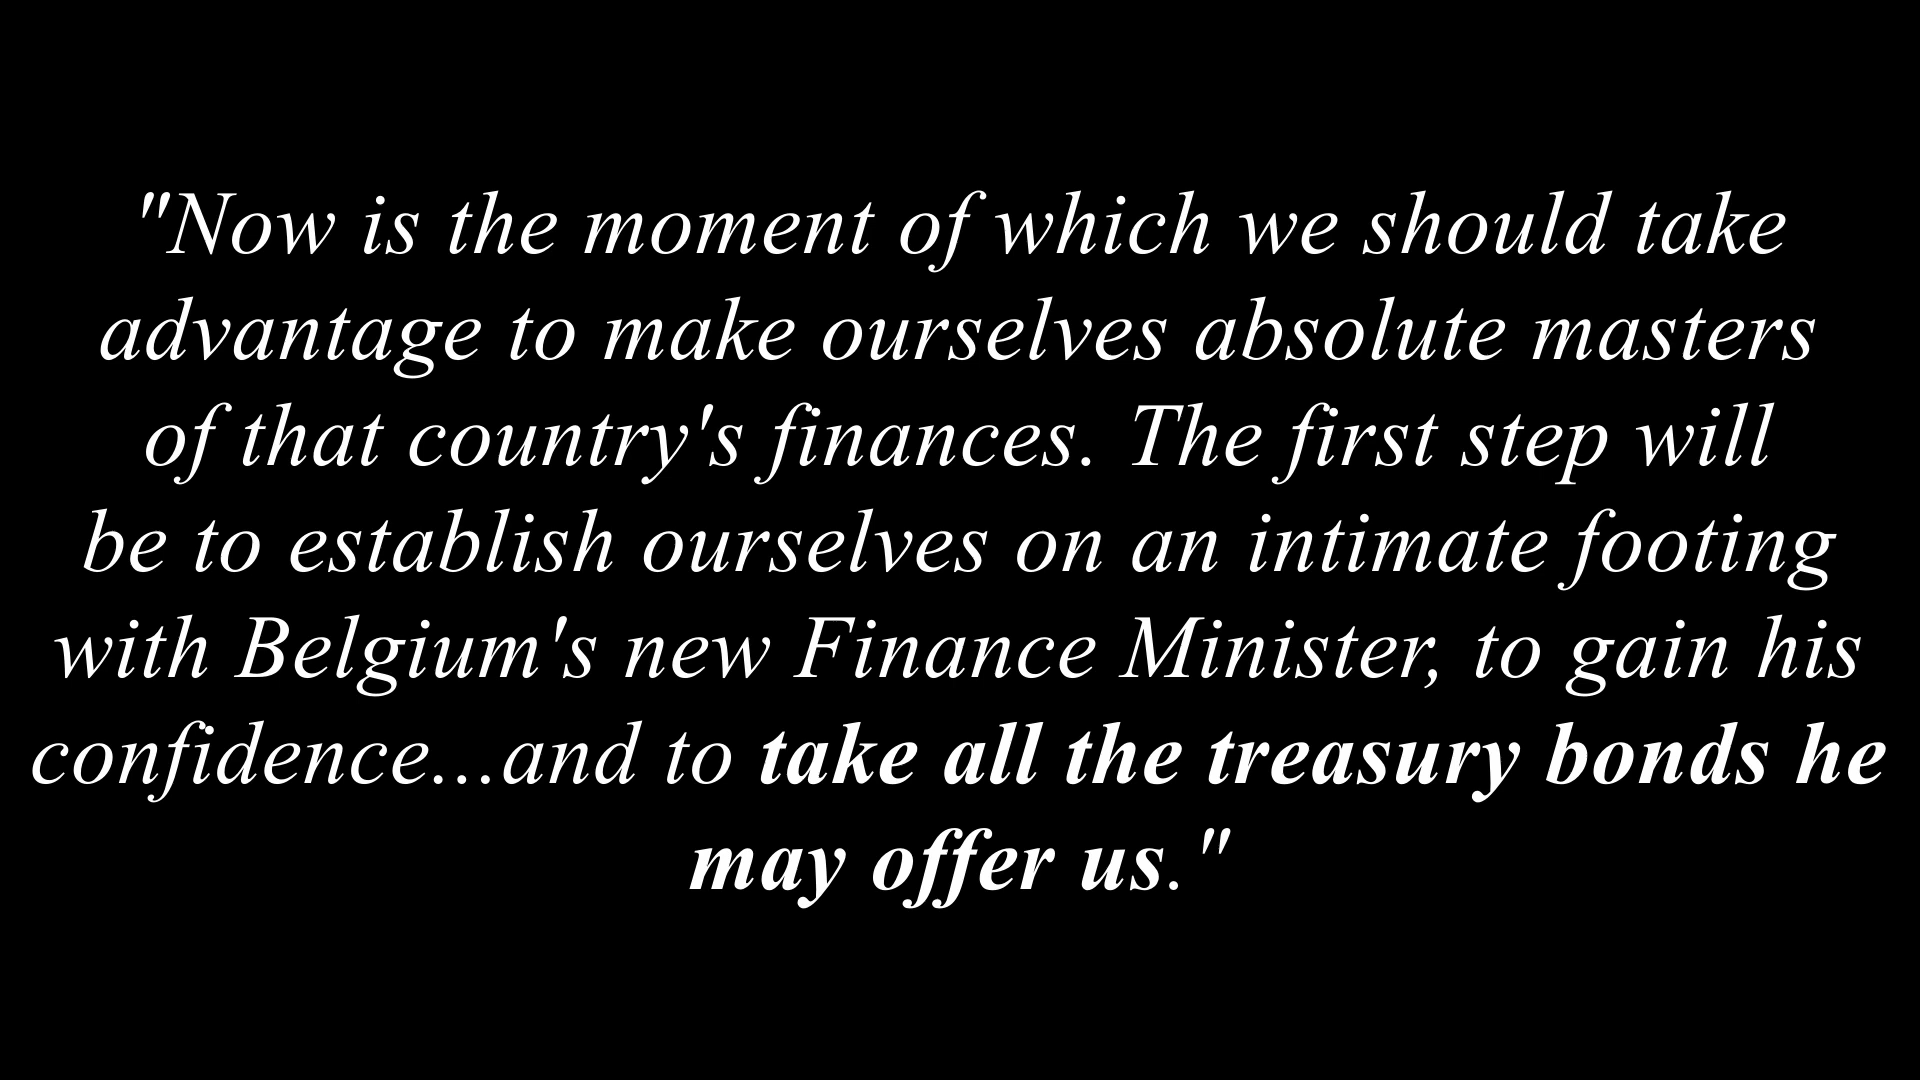 "Now is the moment of which we should take
advantage to make ourselves absolute masters
of that country's finances. The first step will
be to establish ourselves on an intimate footing
with Belgium's new Finance Minister, to gain his
confidence...and to take all the treasury bonds he
may offer us."